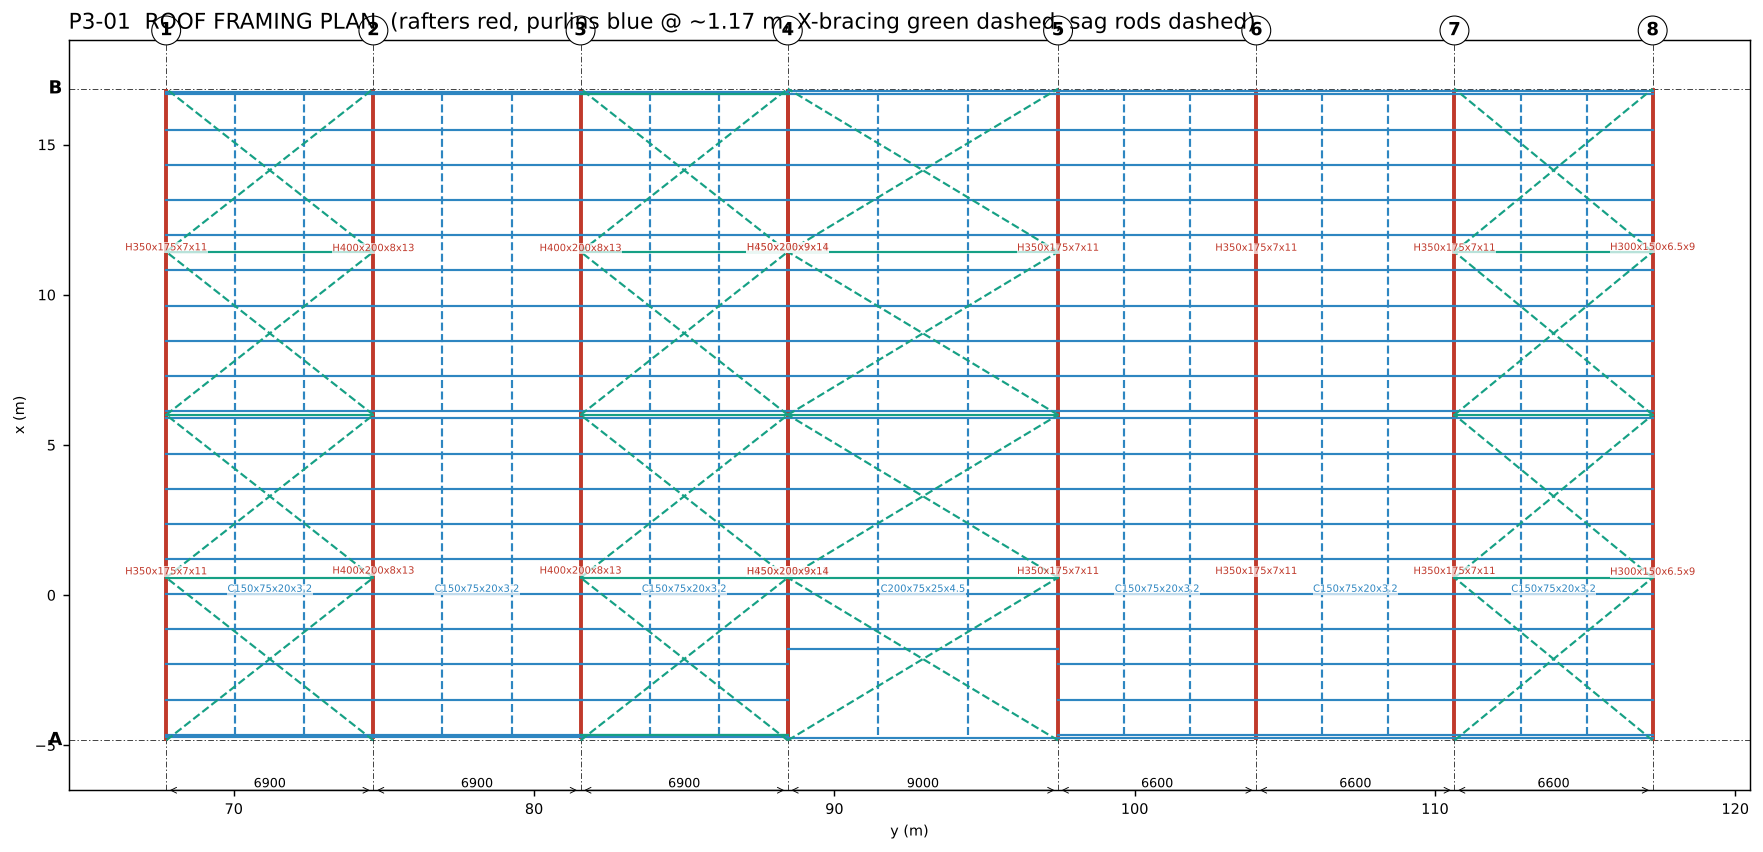 P3-01 ROOF FRAMING PLAN (rafters red, purlins blue @ ~1.17 m, X-bracing green dashed, sag rods dashed)
1 2 3 4 5 6 7 8
B
15
H350x175x7x11 H400x200x8x13 H400x200x8x13 H450x200x9x14 H350x175x7x11 H350x175x7x11 H350x175x7x11 H300x150x6.5x9
10
x (m)
5
H350x175x7x11 H400x200x8x13 H400x200x8x13 H450x200x9x14 H350x175x7x11 H350x175x7x11 H350x175x7x11 H300x150x6.5x9
C150x75x20x3.2 C150x75x20x3.2 C150x75x20x3.2 C200x75x25x4.5 C150x75x20x3.2 C150x75x20x3.2 C150x75x20x3.2
0
A
−5
6900 6900 6900 9000 6600 6600 6600
70 80 90 100 110 120
y (m)